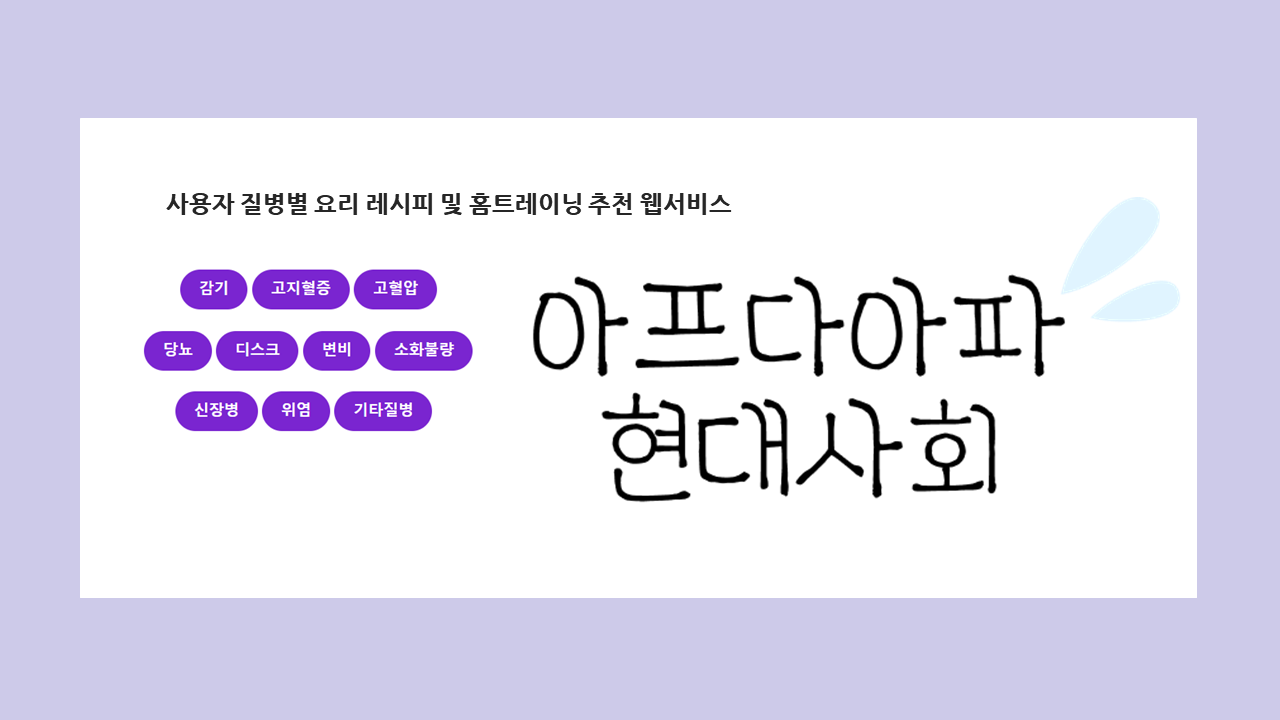 사용자 질병별 요리 레시피 및 홈트레이닝 추천 웹서비스
감기 고지혈증 고혈압
당뇨 디스크 변비 소화불량
신장병 위염 기타질병
아프다아파
현대사회